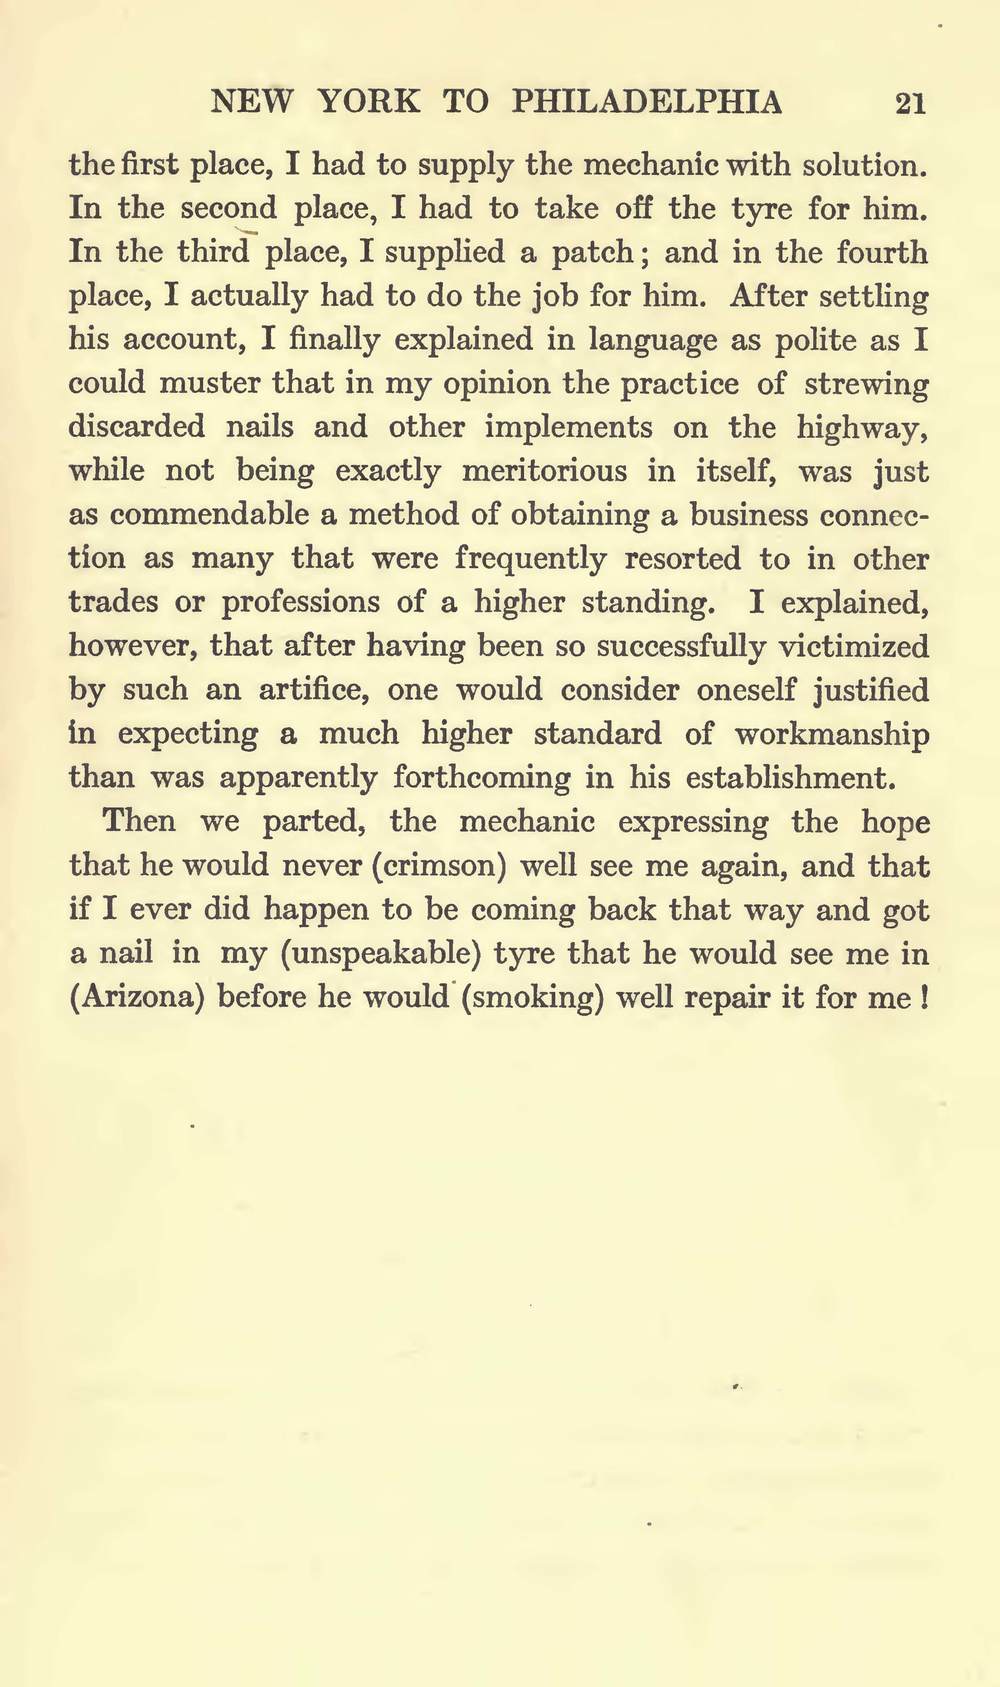 NEW YORK TO PHILADELPHIA 21
the first place, I had to supply the mechanic with solution.
In the second place, I had to take off the tyre for him.
In the third place, I supplied a patch; and in the fourth
place, I actually had to do the job for him. After settling
his account, I finally explained in language as polite as I
could muster that in my opinion the practice of strewing
discarded nails and other implements on the highway,
while not being exactly meritorious in itself, was just
as commendable a method of obtaining a business connec-
tion as many that were frequently resorted to in other
trades or professions of a higher standing. I explained,
however, that after having been so successfully victimized
by such an artifice, one would consider oneself justified
in expecting a much higher standard of workmanship
than was apparently forthcoming in his establishment.
Then we parted, the mechanic expressing the hope
that he would never (crimson) well see me again, and that
if I ever did happen to be coming back that way and got
a nail in my (unspeakable) tyre that he would see me in
(Arizona) before he would (smoking) well repair it for me!